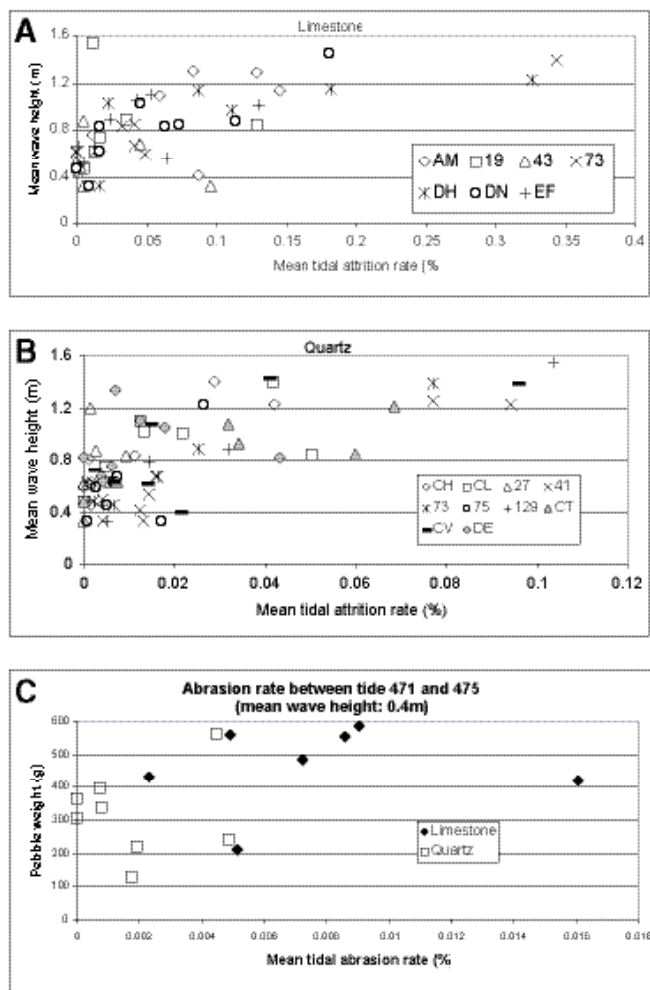 A
Limestone
Mean wave height (m)
1.6
1.2
0.8
0.4
0
0 0.05 0.1 0.15 0.2 0.25 0.3 0.35 0.4
AM 19 43 73
DH DN EF
Mean tidal attrition rate (%
B
Quartz
Mean wave height (m)
1.6
1.2
0.8
0.4
0
0 0.02 0.04 0.06 0.08 0.1 0.12
CH CL 27 41
73 75 129 CT
CV DE
Mean tidal attrition rate (%)
C
Abrasion rate between tide 471 and 475
(mean wave height: 0.4m)
Pebble weight (g)
600
500
400
300
200
100
0
0 0.002 0.004 0.006 0.008 0.01 0.012 0.014 0.016 0.018
Limestone
Quartz
Mean tidal abrasion rate (%